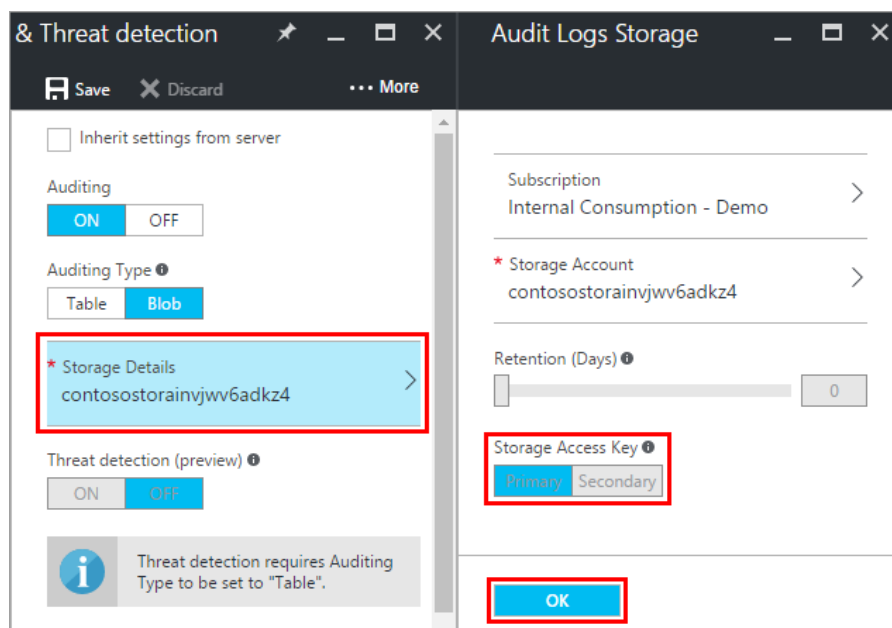 & Threat detection
Save Discard ... More
Inherit settings from server
Auditing
ON OFF
Auditing Type
Table Blob
* Storage Details
contosostorainvjwv6adkz4
Threat detection (preview)
ON OFF
Threat detection requires Auditing
Type to be set to "Table".
Audit Logs Storage
Subscription
Internal Consumption - Demo
* Storage Account
contosostorainvjwv6adkz4
Retention (Days)
0
Storage Access Key
Primary Secondary
OK